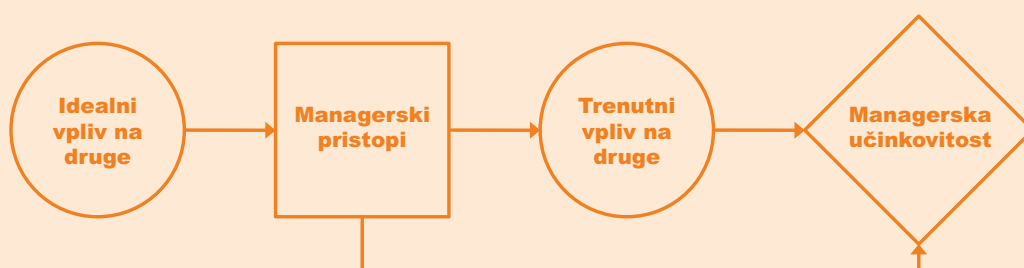 Idealni
vpliv na
druge
Managerski
pristopi
Trenutni
vpliv na
druge
Managerska
učinkovitost